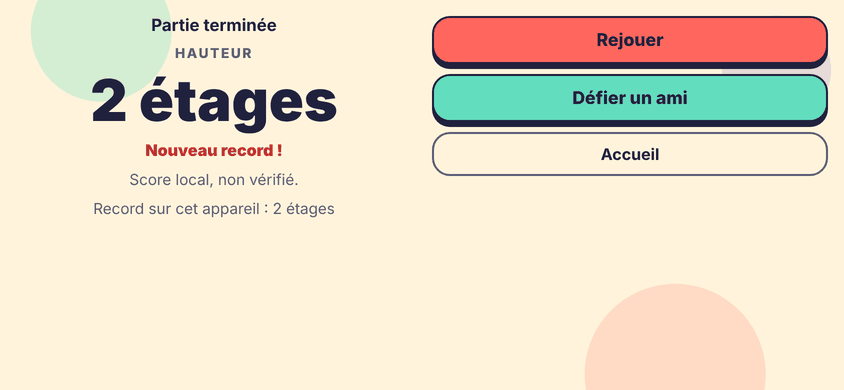 Partie terminée
HAUTEUR
2 étages
Nouveau record !
Score local, non vérifié.
Record sur cet appareil : 2 étages
Rejouer
Défier un ami
Accueil